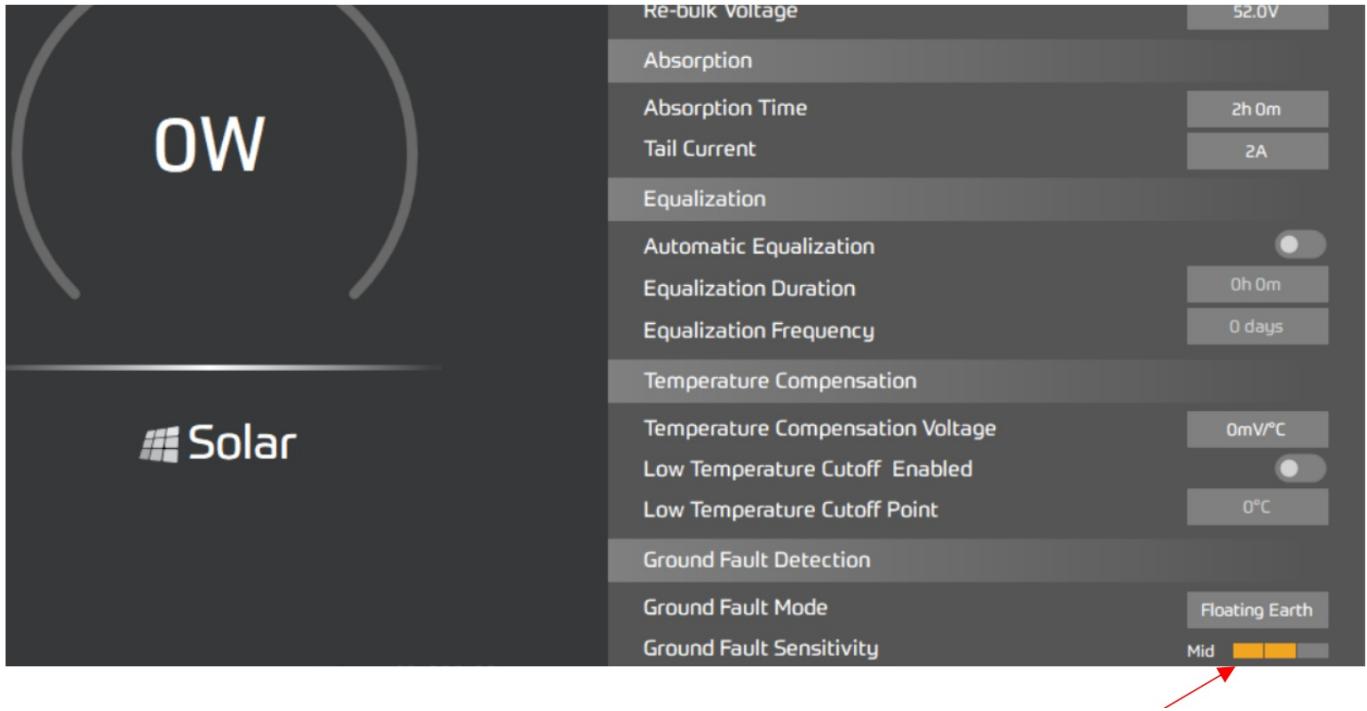 Re-bulk Voltage 52.0V
Absorption
Absorption Time 2h 0m
0W
Tail Current 2A
Equalization
Automatic Equalization
Equalization Duration 0h 0m
Equalization Frequency 0 days
Temperature Compensation
Solar
Temperature Compensation Voltage 0mV/°C
Low Temperature Cutoff Enabled
Low Temperature Cutoff Point 0°C
Ground Fault Detection
Ground Fault Mode Floating Earth
Ground Fault Sensitivity Mid